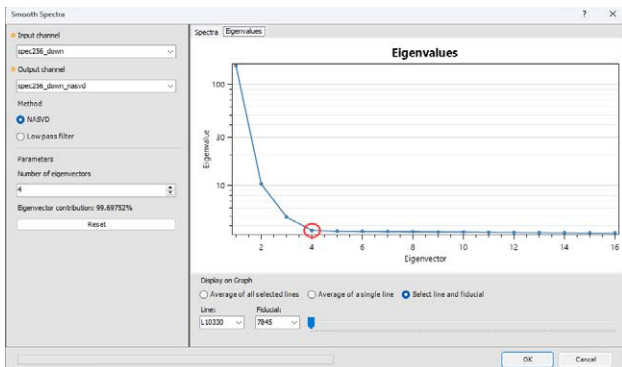 Smooth Spectra
? ×
Input channel
spec256_down
Output channel
spec256_down_nasvd
Method
NASVD
Low pass filter
Parameters
Number of eigenvectors
4
Eigenvector contribution: 99.69752%
Reset
Spectra Eigenvalues
Eigenvalues
Eigenvalue
100
30
10
2 4 6 8 10 12 14 16
Eigenvector
Display on Graph
Average of all selected lines Average of a single line Select line and fiducial
Line: Fiducial:
L10330 7845
OK Cancel